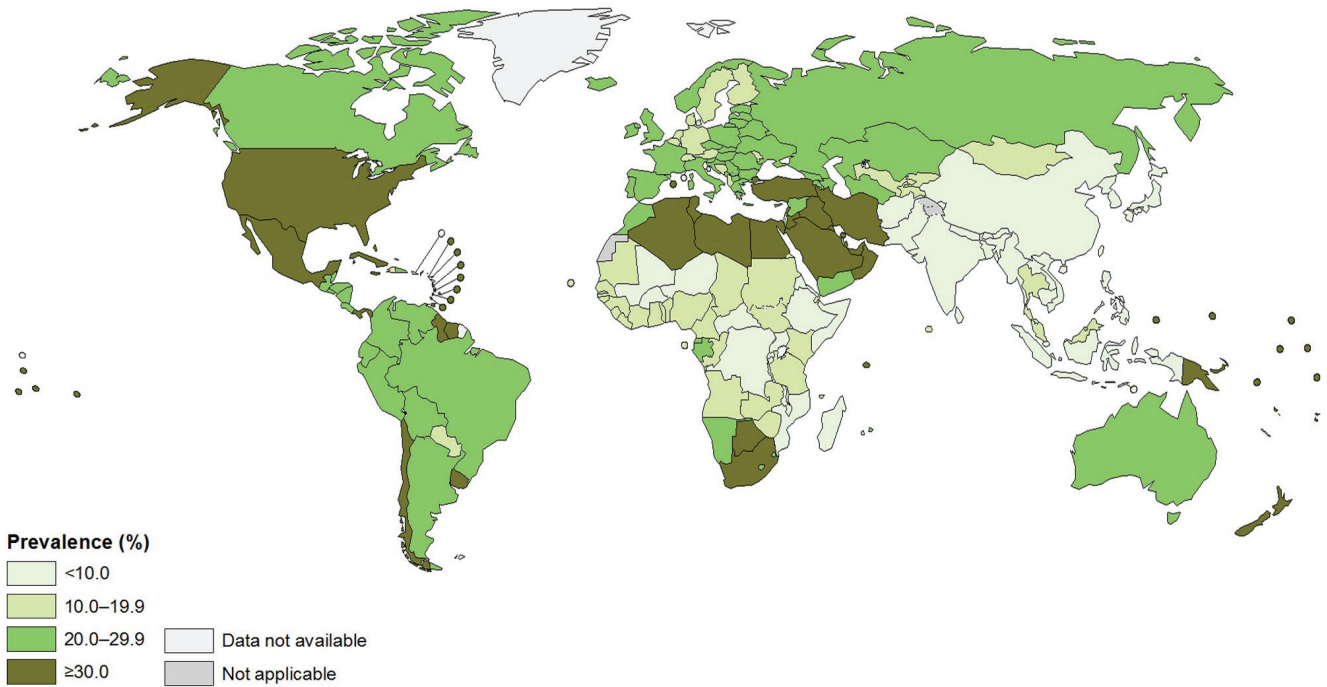 Prevalence (%)
<10.0
10.0–19.9
20.0–29.9
≥30.0
Data not available
Not applicable